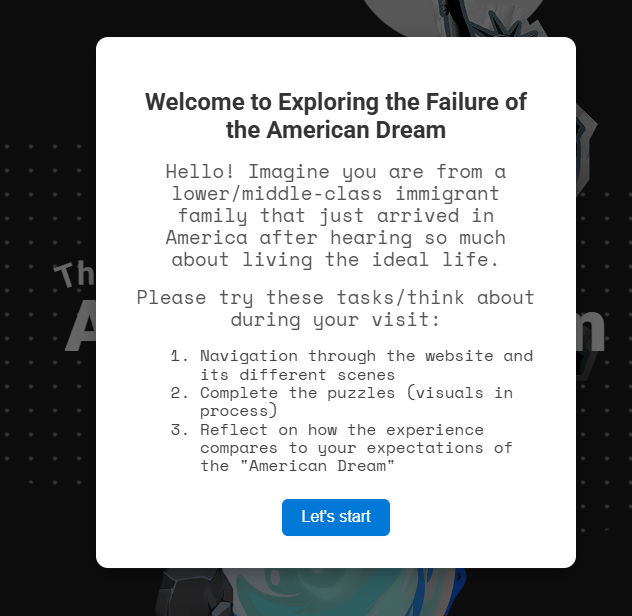 Welcome to Exploring the Failure of
the American Dream
Hello! Imagine you are from a
lower/middle-class immigrant
family that just arrived in
America after hearing so much
about living the ideal life.
Please try these tasks/think about
during your visit:
1. Navigation through the website and
its different scenes
2. Complete the puzzles (visuals in
process)
3. Reflect on how the experience
compares to your expectations of
the "American Dream"
Let's start